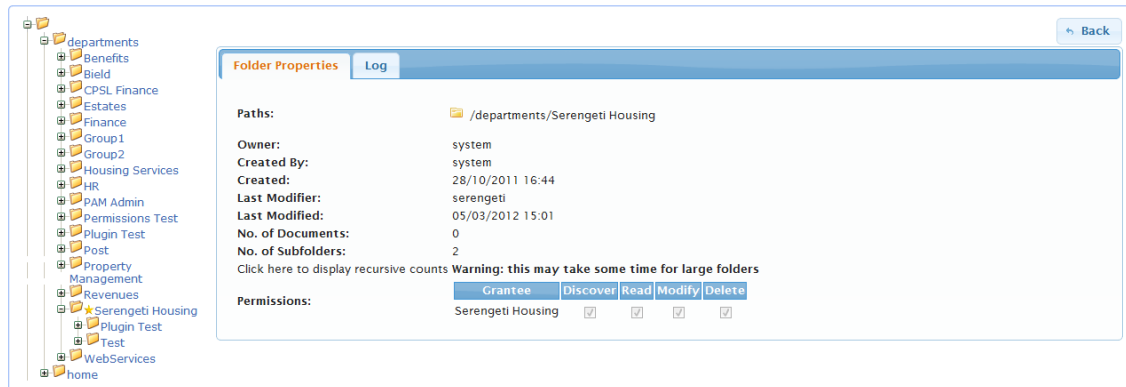 Back
departments
Benefits
Bield
CPSL Finance
Estates
Finance
Group1
Group2
Housing Services
HR
PAM Admin
Permissions Test
Plugin Test
Post
Property
Management
Revenues
Serengeti Housing
Plugin Test
Test
WebServices
home
Folder Properties Log
Paths: /departments/Serengeti Housing
Owner: system
Created By: system
Created: 28/10/2011 16:44
Last Modifier: serengeti
Last Modified: 05/03/2012 15:01
No. of Documents: 0
No. of Subfolders: 2
Click here to display recursive counts Warning: this may take some time for large folders
Permissions:
Grantee Discover Read Modify Delete
Serengeti Housing